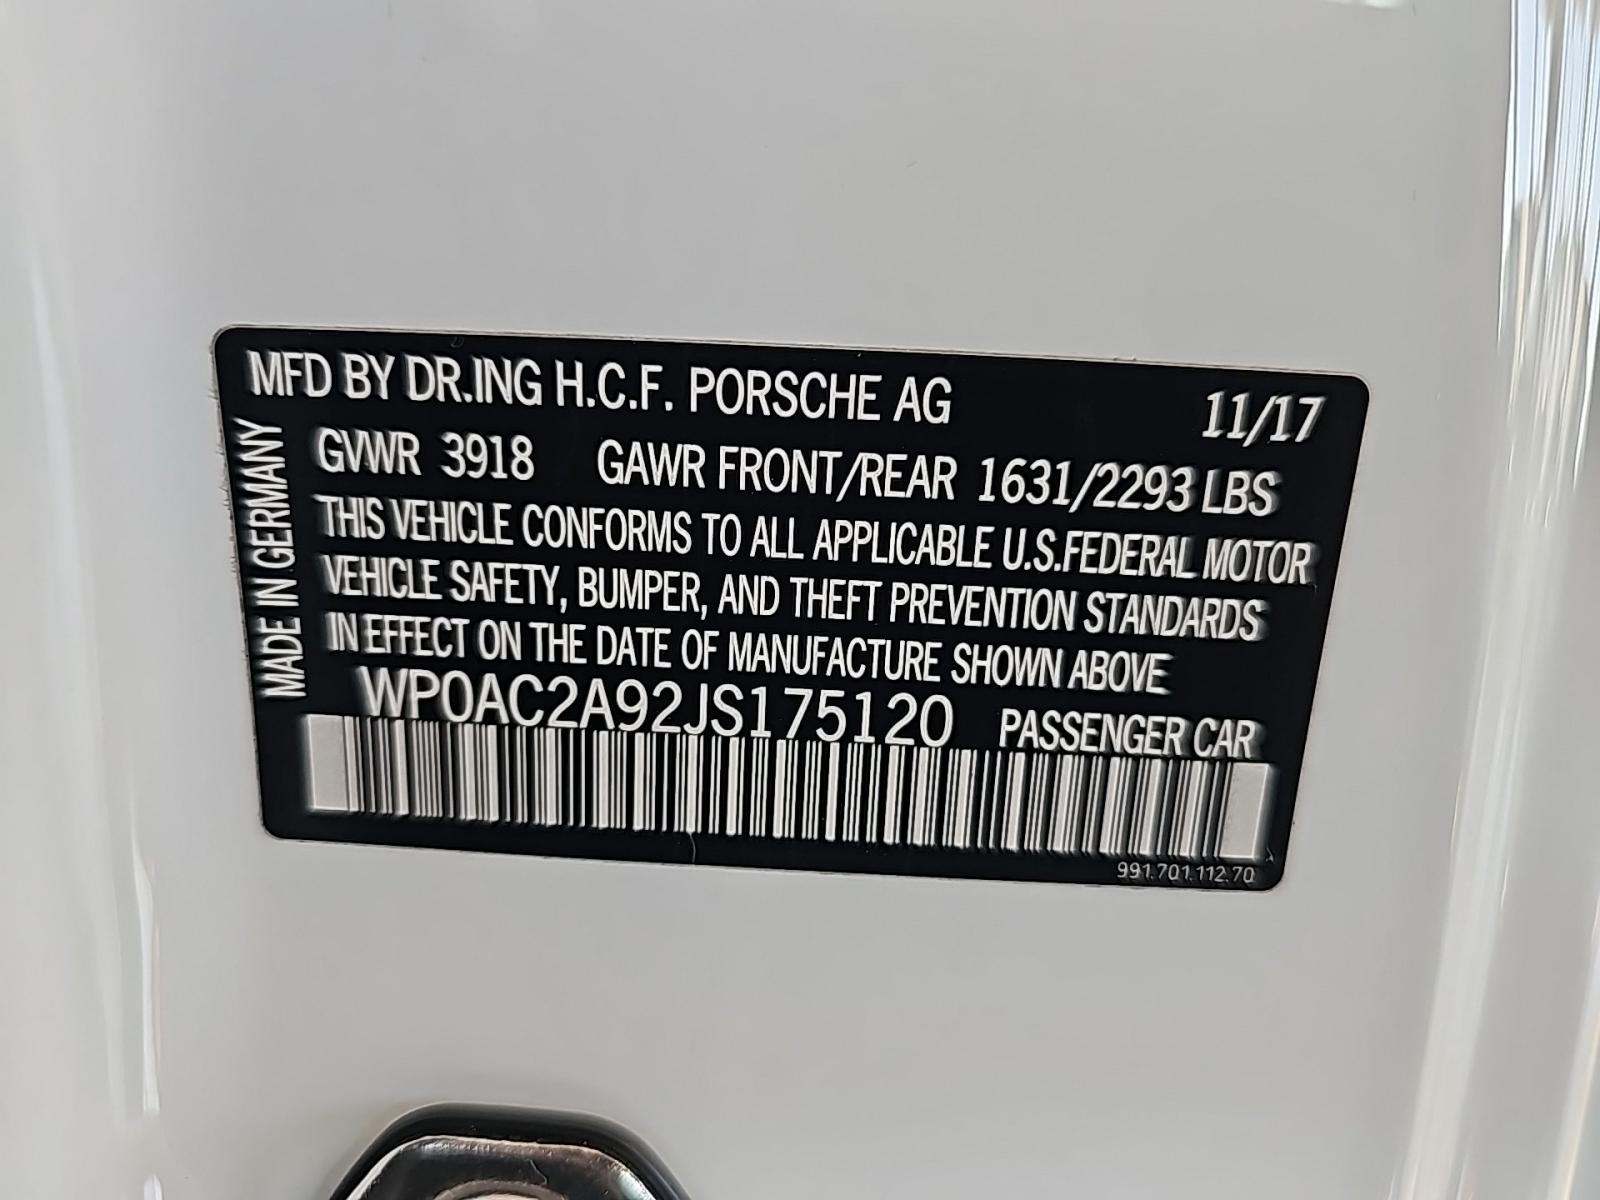 MFD BY DR.ING H.C.F. PORSCHE AG 11/17
MADE IN GERMANY
GVWR 3918 GAWR FRONT/REAR 1631/2293 LBS
THIS VEHICLE CONFORMS TO ALL APPLICABLE U.S.FEDERAL MOTOR
VEHICLE SAFETY, BUMPER, AND THEFT PREVENTION STANDARDS
IN EFFECT ON THE DATE OF MANUFACTURE SHOWN ABOVE
WP0AC2A92JS175120 PASSENGER CAR
991.701.112.70